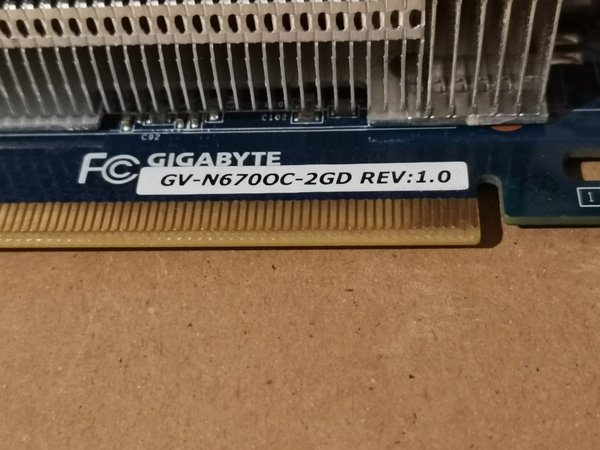 C92
C102
FC GIGABYTE
GV-N670OC-2GD REV:1.0
1